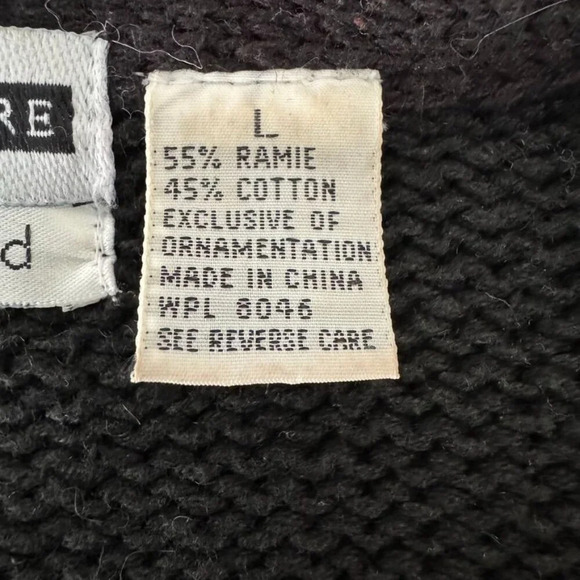 RE
d
L
55% RAMIE
45% COTTON
EXCLUSIVE OF
ORNAMENTATION
MADE IN CHINA
WPL 8046
SEE REVERSE CARE